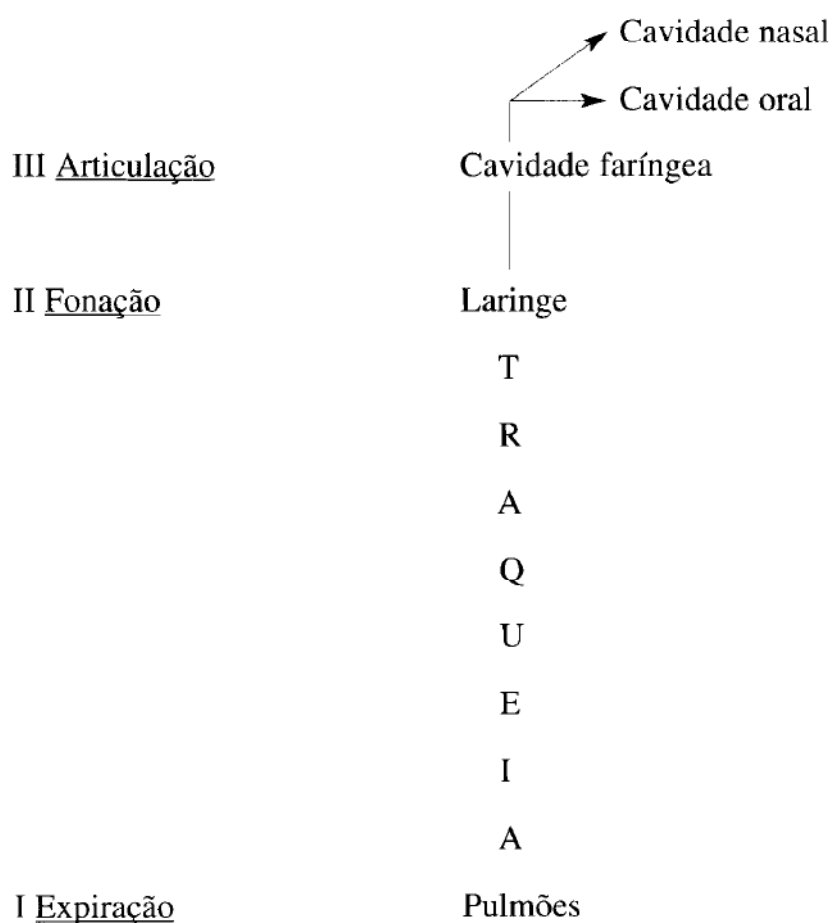 Cavidade nasal
Cavidade oral
III Articulação Cavidade faríngea
II Fonação Laringe
T
R
A
Q
U
E
I
A
I Expiração Pulmões